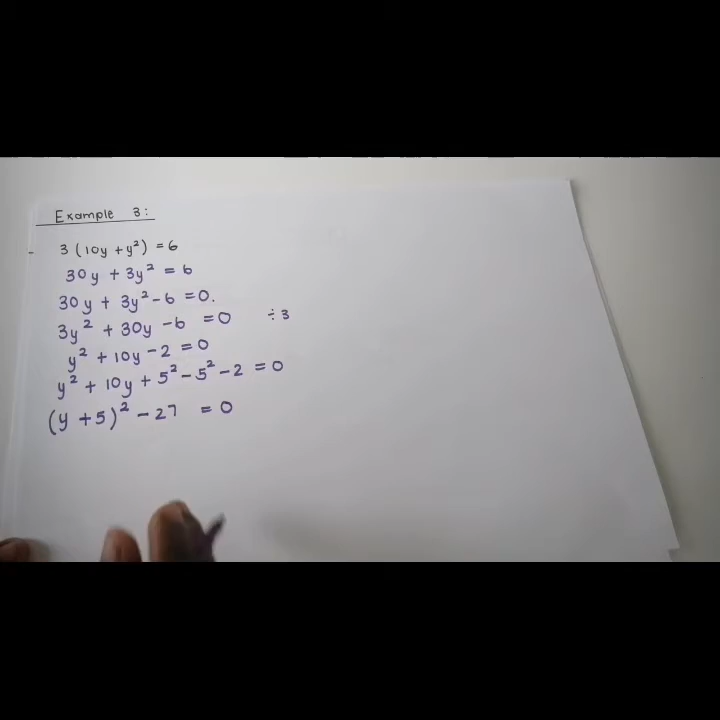 Example 3:
- 3 (10y + y²) = 6
30y + 3y² = 6
30y + 3y² - 6 = 0.
3y² + 30y - 6 = 0 ÷ 3
y² + 10y - 2 = 0
y² + 10y + 5² - 5² - 2 = 0
(y + 5)² - 27 = 0